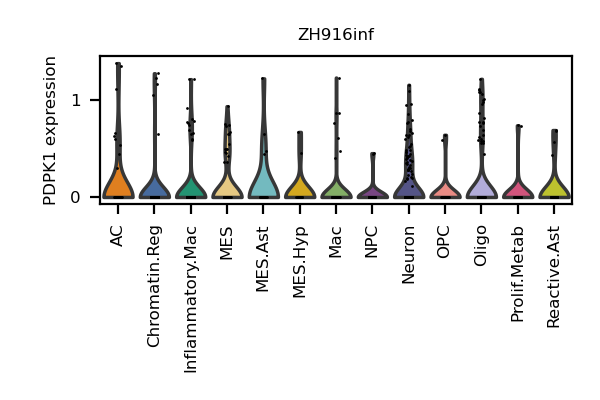 ZH916inf
PDPK1 expression
1
0
AC
Chromatin.Reg
Inflammatory.Mac
MES
MES.Ast
MES.Hyp
Mac
NPC
Neuron
OPC
Oligo
Prolif.Metab
Reactive.Ast